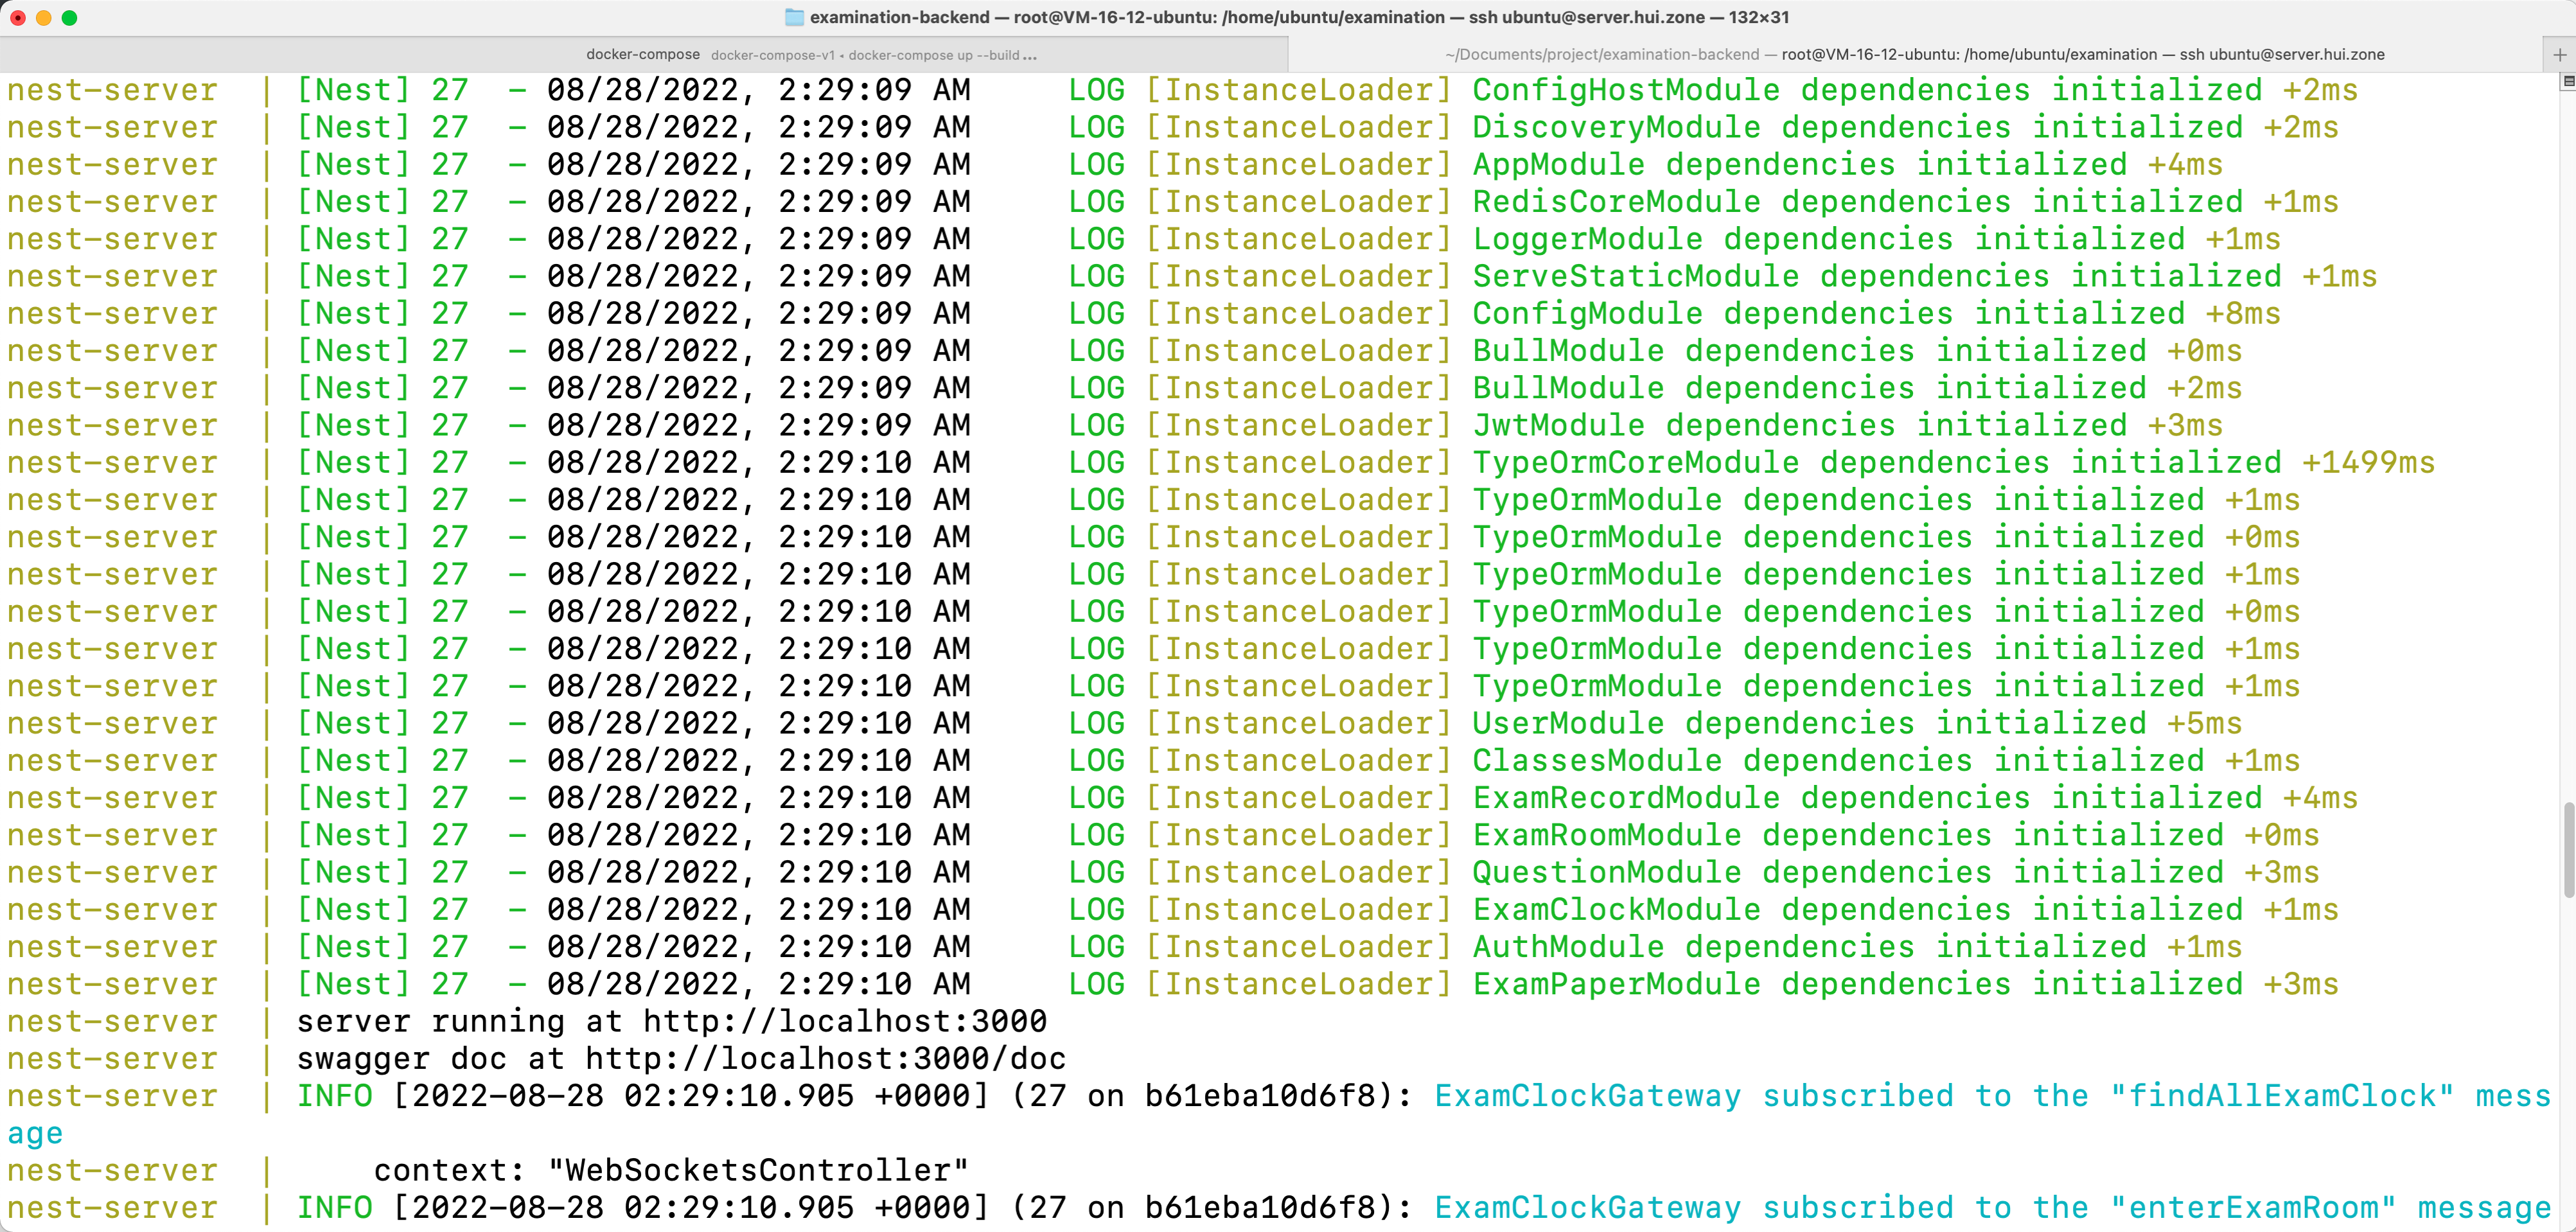 examination-backend — root@VM-16-12-ubuntu: /home/ubuntu/examination — ssh ubuntu@server.hui.zone — 132×31
docker-compose docker-compose-v1 • docker-compose up --build ...
~/Documents/project/examination-backend — root@VM-16-12-ubuntu: /home/ubuntu/examination — ssh ubuntu@server.hui.zone
nest-server | [Nest] 27 - 08/28/2022, 2:29:09 AM LOG [InstanceLoader] ConfigHostModule dependencies initialized +2ms
nest-server | [Nest] 27 - 08/28/2022, 2:29:09 AM LOG [InstanceLoader] DiscoveryModule dependencies initialized +2ms
nest-server | [Nest] 27 - 08/28/2022, 2:29:09 AM LOG [InstanceLoader] AppModule dependencies initialized +4ms
nest-server | [Nest] 27 - 08/28/2022, 2:29:09 AM LOG [InstanceLoader] RedisCoreModule dependencies initialized +1ms
nest-server | [Nest] 27 - 08/28/2022, 2:29:09 AM LOG [InstanceLoader] LoggerModule dependencies initialized +1ms
nest-server | [Nest] 27 - 08/28/2022, 2:29:09 AM LOG [InstanceLoader] ServeStaticModule dependencies initialized +1ms
nest-server | [Nest] 27 - 08/28/2022, 2:29:09 AM LOG [InstanceLoader] ConfigModule dependencies initialized +8ms
nest-server | [Nest] 27 - 08/28/2022, 2:29:09 AM LOG [InstanceLoader] BullModule dependencies initialized +0ms
nest-server | [Nest] 27 - 08/28/2022, 2:29:09 AM LOG [InstanceLoader] BullModule dependencies initialized +2ms
nest-server | [Nest] 27 - 08/28/2022, 2:29:09 AM LOG [InstanceLoader] JwtModule dependencies initialized +3ms
nest-server | [Nest] 27 - 08/28/2022, 2:29:10 AM LOG [InstanceLoader] TypeOrmCoreModule dependencies initialized +1499ms
nest-server | [Nest] 27 - 08/28/2022, 2:29:10 AM LOG [InstanceLoader] TypeOrmModule dependencies initialized +1ms
nest-server | [Nest] 27 - 08/28/2022, 2:29:10 AM LOG [InstanceLoader] TypeOrmModule dependencies initialized +0ms
nest-server | [Nest] 27 - 08/28/2022, 2:29:10 AM LOG [InstanceLoader] TypeOrmModule dependencies initialized +1ms
nest-server | [Nest] 27 - 08/28/2022, 2:29:10 AM LOG [InstanceLoader] TypeOrmModule dependencies initialized +0ms
nest-server | [Nest] 27 - 08/28/2022, 2:29:10 AM LOG [InstanceLoader] TypeOrmModule dependencies initialized +1ms
nest-server | [Nest] 27 - 08/28/2022, 2:29:10 AM LOG [InstanceLoader] TypeOrmModule dependencies initialized +1ms
nest-server | [Nest] 27 - 08/28/2022, 2:29:10 AM LOG [InstanceLoader] UserModule dependencies initialized +5ms
nest-server | [Nest] 27 - 08/28/2022, 2:29:10 AM LOG [InstanceLoader] ClassesModule dependencies initialized +1ms
nest-server | [Nest] 27 - 08/28/2022, 2:29:10 AM LOG [InstanceLoader] ExamRecordModule dependencies initialized +4ms
nest-server | [Nest] 27 - 08/28/2022, 2:29:10 AM LOG [InstanceLoader] ExamRoomModule dependencies initialized +0ms
nest-server | [Nest] 27 - 08/28/2022, 2:29:10 AM LOG [InstanceLoader] QuestionModule dependencies initialized +3ms
nest-server | [Nest] 27 - 08/28/2022, 2:29:10 AM LOG [InstanceLoader] ExamClockModule dependencies initialized +1ms
nest-server | [Nest] 27 - 08/28/2022, 2:29:10 AM LOG [InstanceLoader] AuthModule dependencies initialized +1ms
nest-server | [Nest] 27 - 08/28/2022, 2:29:10 AM LOG [InstanceLoader] ExamPaperModule dependencies initialized +3ms
nest-server | server running at http://localhost:3000
nest-server | swagger doc at http://localhost:3000/doc
nest-server | INFO [2022-08-28 02:29:10.905 +0000] (27 on b61eba10d6f8): ExamClockGateway subscribed to the "findAllExamClock" mess
age
nest-server | context: "WebSocketsController"
nest-server | INFO [2022-08-28 02:29:10.905 +0000] (27 on b61eba10d6f8): ExamClockGateway subscribed to the "enterExamRoom" message